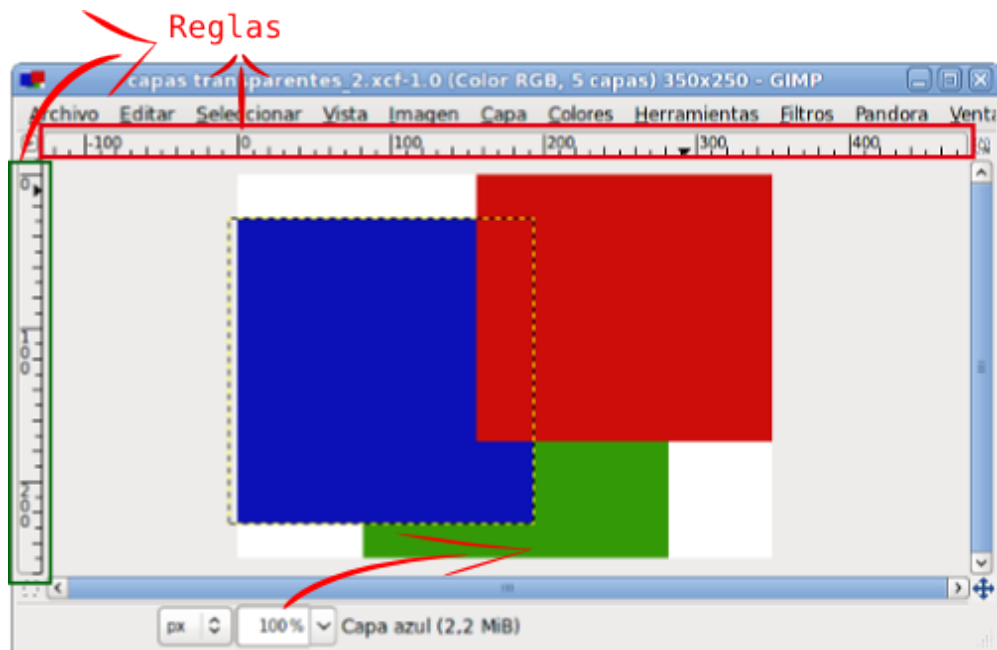 Reglas
capas transparentes_2.xcf-1.0 (Color RGB, 5 capas) 350x250 - GIMP
Archivo Editar Seleccionar Vista Imagen Capa Colores Herramientas Filtros Pandora Venta
-100 0 100 200 300 400
0
100
200
px 100% Capa azul (2,2 MiB)